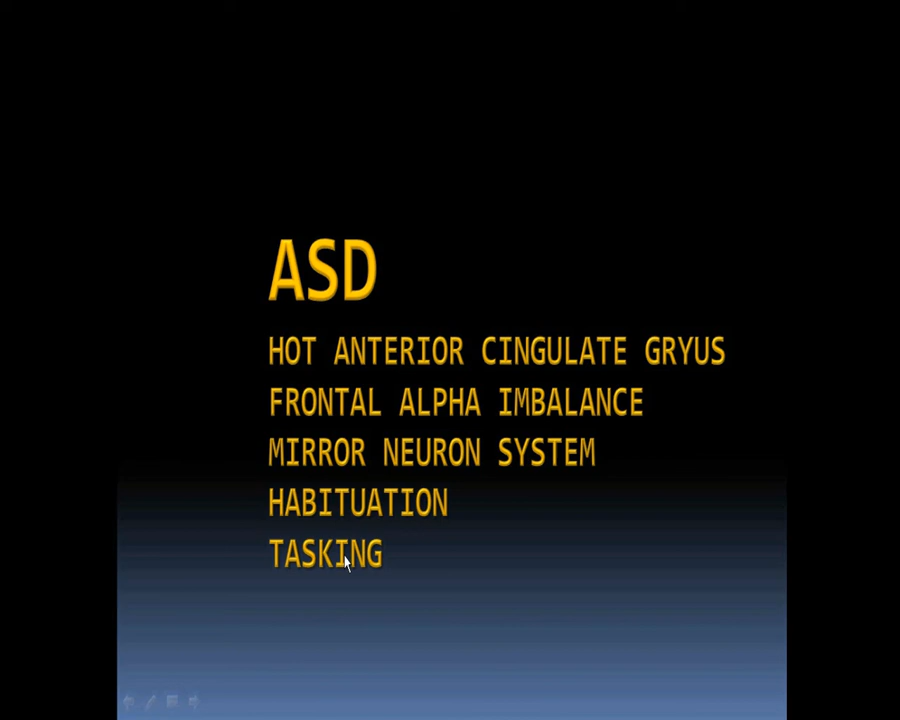 ASD
HOT ANTERIOR CINGULATE GRYUS
FRONTAL ALPHA IMBALANCE
MIRROR NEURON SYSTEM
HABITUATION
TASKING